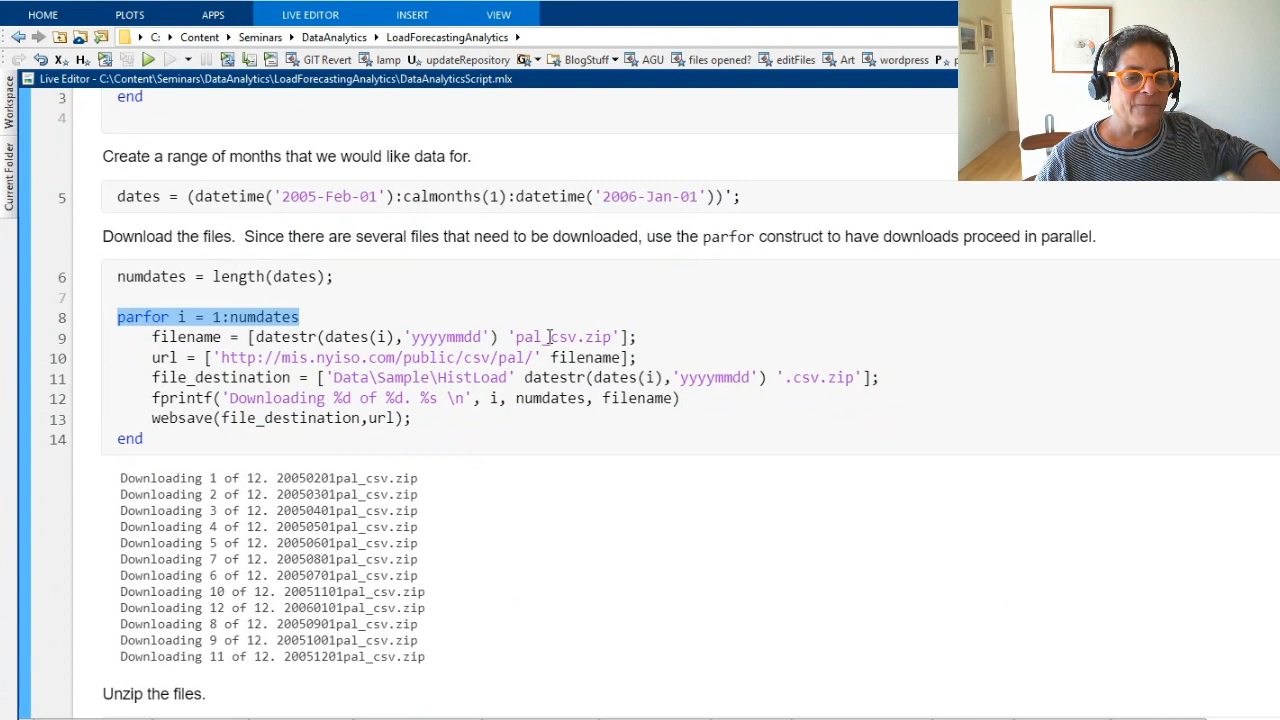 HOME PLOTS APPS LIVE EDITOR INSERT VIEW
C: Content Seminars DataAnalytics LoadForecastingAnalytics
GIT Revert lamp updateRepository BlogStuff AGU files opened? editFiles Art wordpress
Live Editor - C:\Content\Seminars\DataAnalytics\LoadForecastingAnalytics\DataAnalyticsScript.mlx
Workspace
Current Folder
3 end
4
Create a range of months that we would like data for.
5 dates = (datetime('2005-Feb-01'):calmonths(1):datetime('2006-Jan-01'))';
Download the files. Since there are several files that need to be downloaded, use the parfor construct to have downloads proceed in parallel.
6 numdates = length(dates);
7
8 parfor i = 1:numdates
9 filename = [datestr(dates(i),'yyyymmdd') 'pal_csv.zip'];
10 url = ['http://mis.nyiso.com/public/csv/pal/' filename];
11 file_destination = ['Data\Sample\HistLoad' datestr(dates(i),'yyyymmdd') '.csv.zip'];
12 fprintf('Downloading %d of %d. %s \n', i, numdates, filename)
13 websave(file_destination,url);
14 end
Downloading 1 of 12. 20050201pal_csv.zip
Downloading 2 of 12. 20050301pal_csv.zip
Downloading 3 of 12. 20050401pal_csv.zip
Downloading 4 of 12. 20050501pal_csv.zip
Downloading 5 of 12. 20050601pal_csv.zip
Downloading 7 of 12. 20050801pal_csv.zip
Downloading 6 of 12. 20050701pal_csv.zip
Downloading 10 of 12. 20051101pal_csv.zip
Downloading 12 of 12. 20060101pal_csv.zip
Downloading 8 of 12. 20050901pal_csv.zip
Downloading 9 of 12. 20051001pal_csv.zip
Downloading 11 of 12. 20051201pal_csv.zip
Unzip the files.